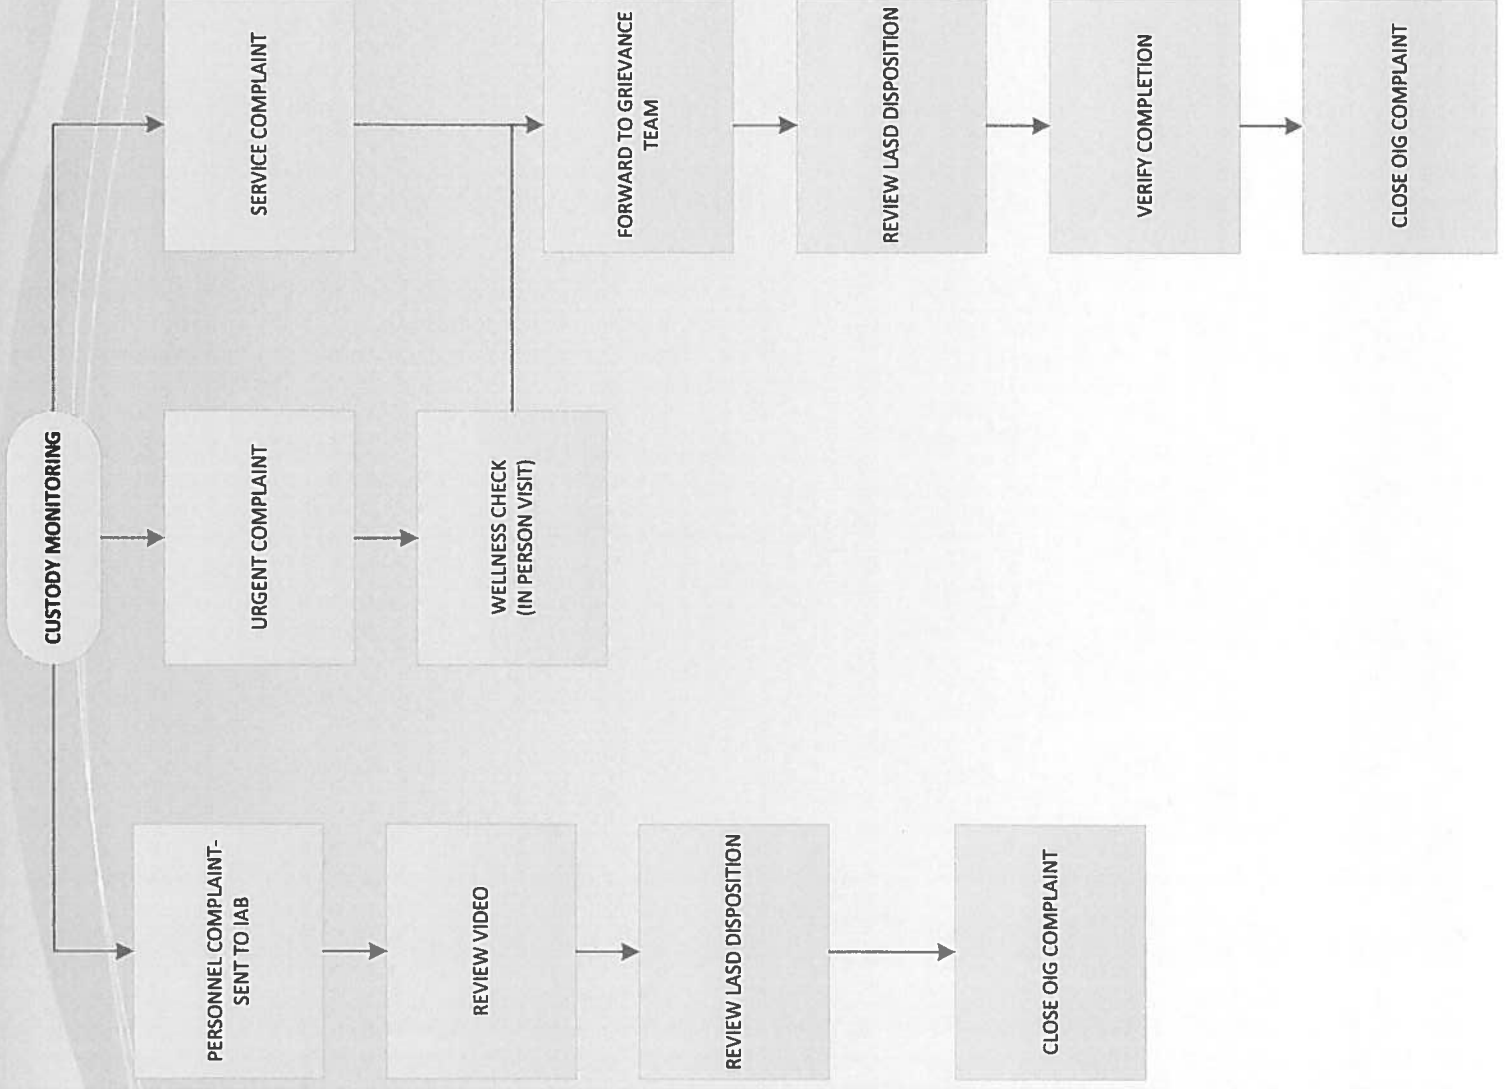 CUSTODY MONITORING
PERSONNEL COMPLAINT-
SENT TO IAB
REVIEW VIDEO
REVIEW LASD DISPOSITION
CLOSE OIG COMPLAINT
URGENT COMPLAINT
WELLNESS CHECK
(IN PERSON VISIT)
SERVICE COMPLAINT
FORWARD TO GRIEVANCE
TEAM
REVIEW LASD DISPOSITION
VERIFY COMPLETION
CLOSE OIG COMPLAINT